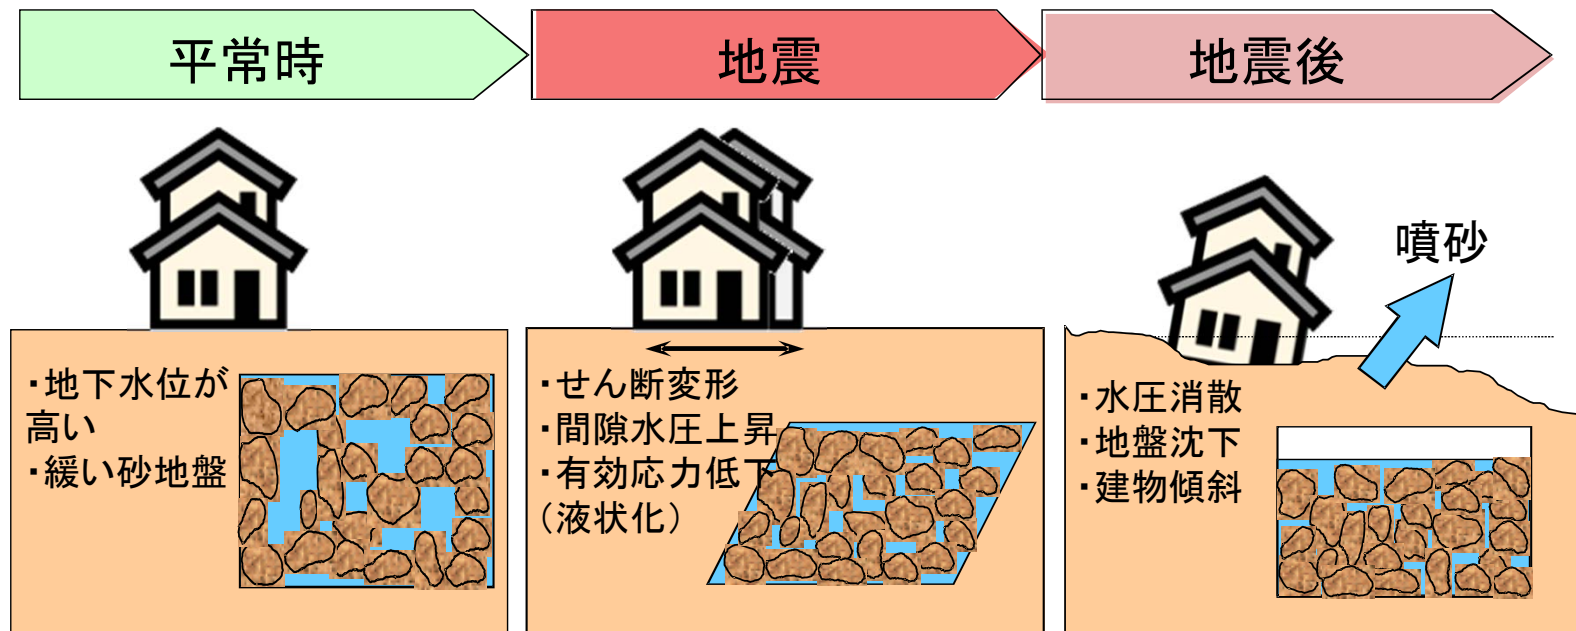 平常時
地震
地震後
・地下水位が
高い
・緩い砂地盤
・せん断変形
・間隙水圧上昇
・有効応力低下
（液状化）
噴砂
・水圧消散
・地盤沈下
・建物傾斜